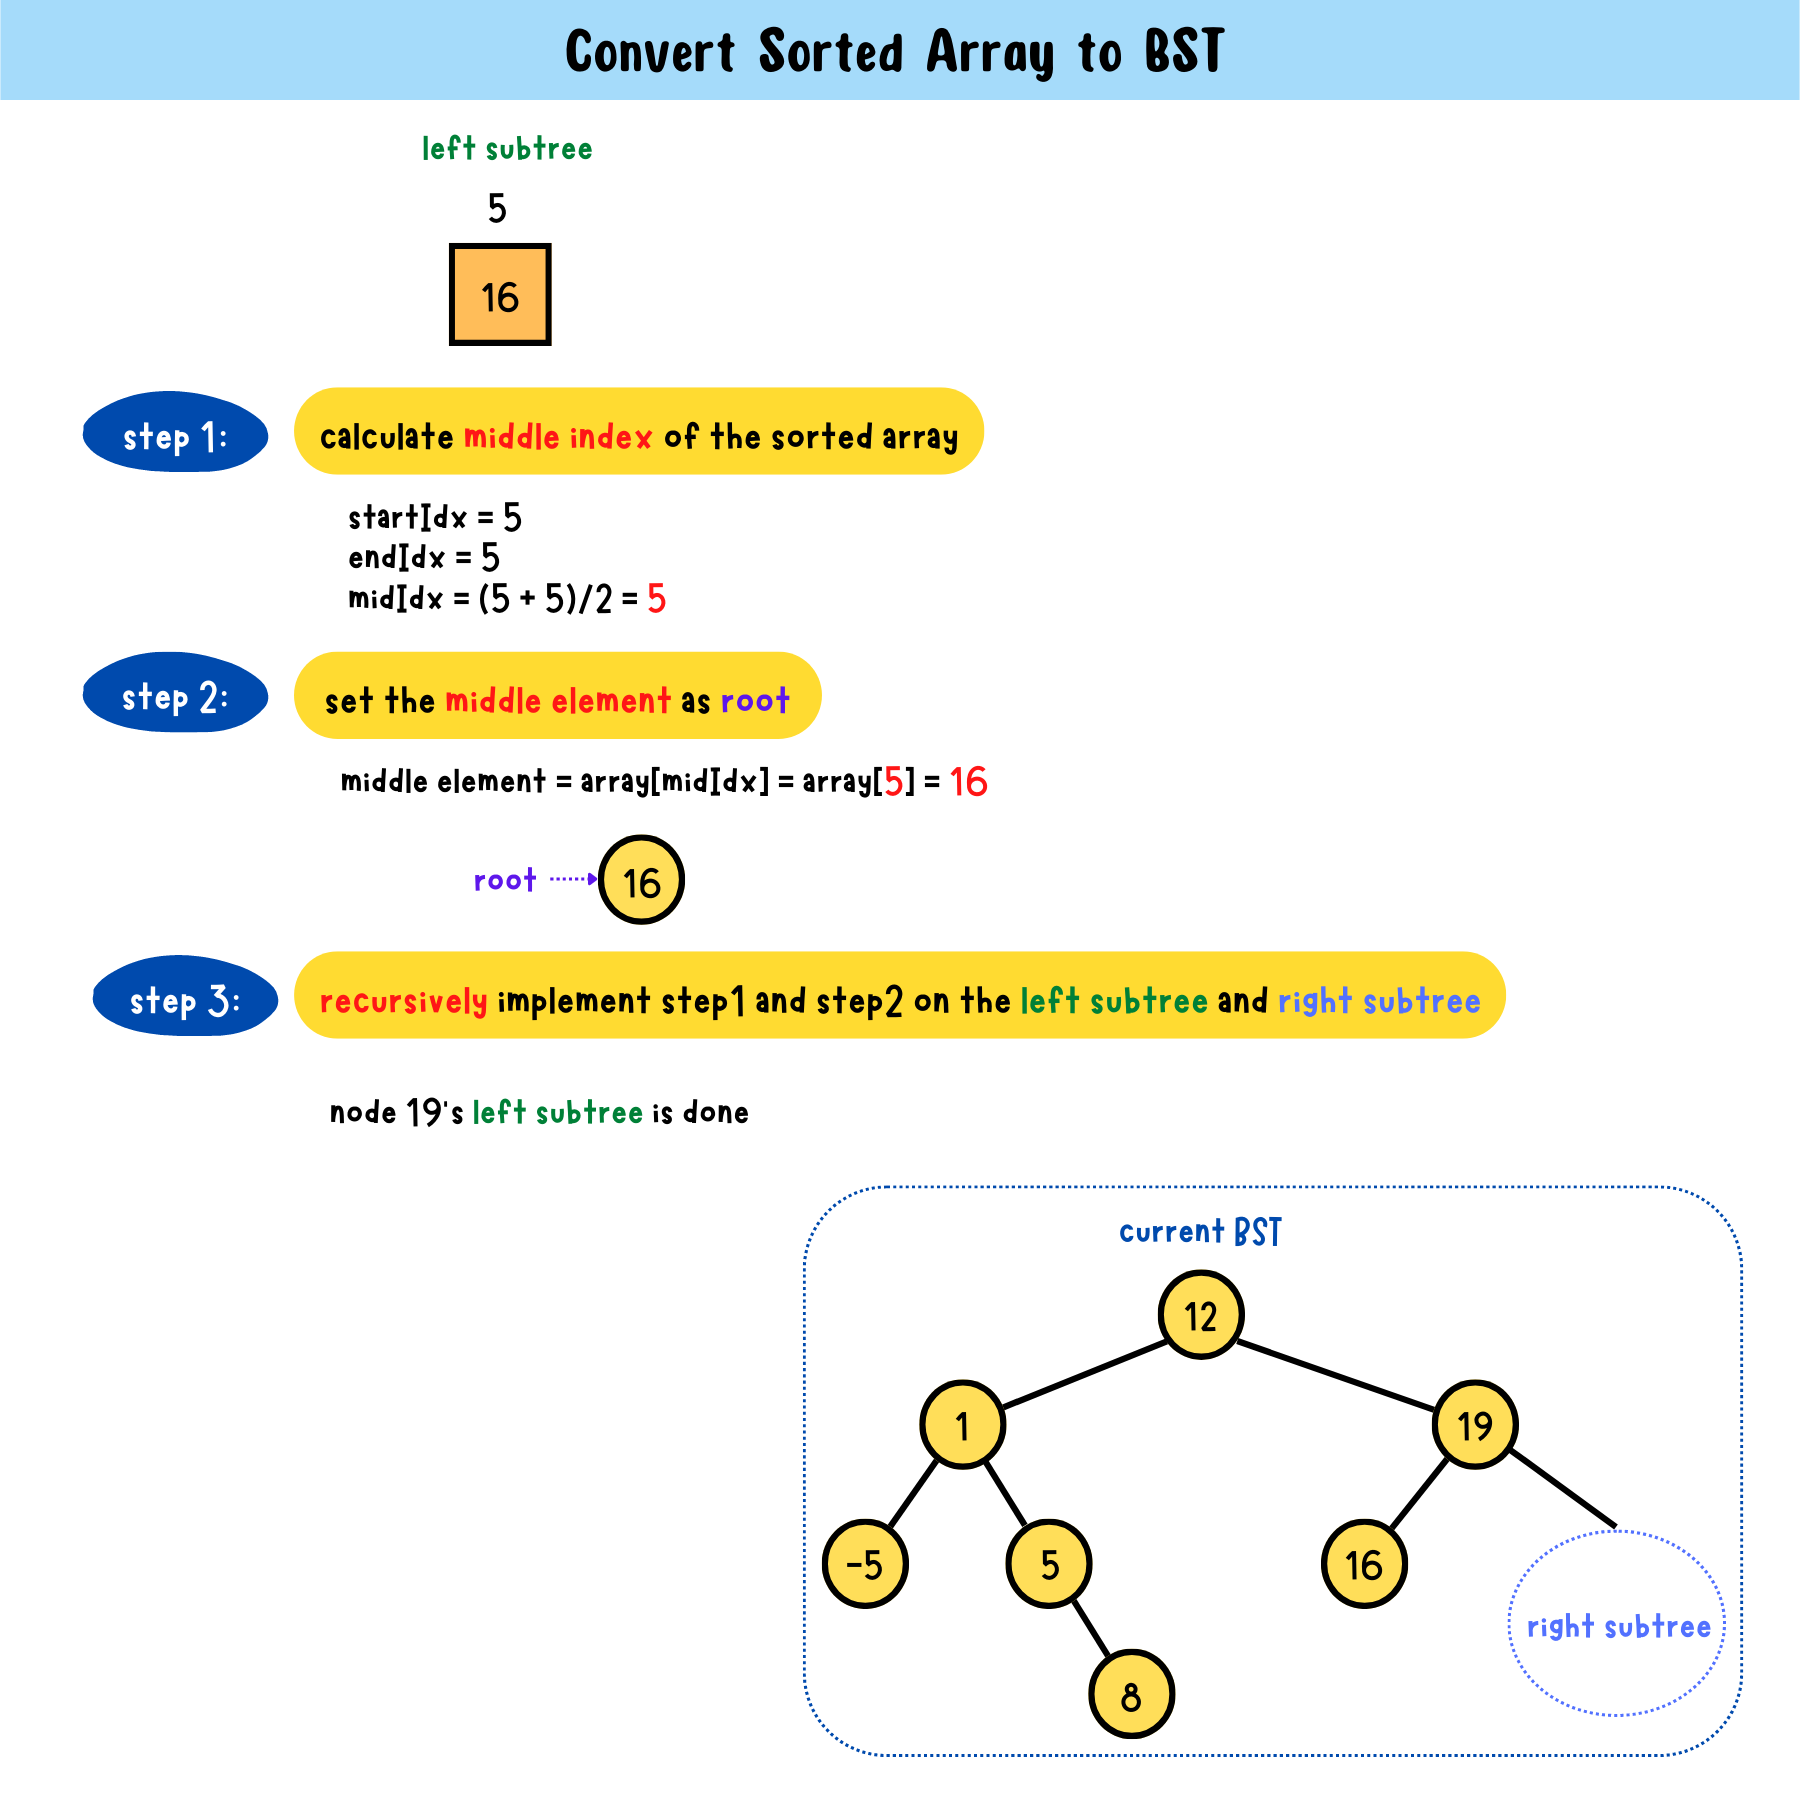 Convert Sorted Array to BST
left subtree
5
16
step 1:
calculate middle index of the sorted array
startIdx = 5
endIdx = 5
midIdx = (5 + 5)/2 = 5
step 2:
set the middle element as root
middle element = array[midIdx] = array[5] = 16
root
16
step 3:
recursively implement step1 and step2 on the left subtree and right subtree
node 19's left subtree is done
current BST
12
1
19
-5
5
16
right subtree
8